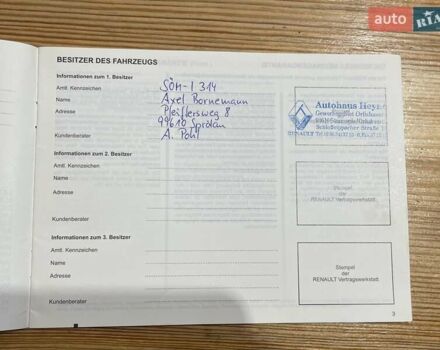 auto RIA
BESITZER DES FAHRZEUGS
Informationen zum 1. Besitzer
Amtl. Kennzeichen SÖM-I 314
Name Axel Bornemann
Adresse Pfeiffersweg 8
99610 Sprötau
Kundenberater A. Pohl
Autohaus Heyne
RENAULT
Informationen zum 2. Besitzer
Amtl. Kennzeichen
Name
Adresse
Kundenberater
Stempel
der
RENAULT Vertragswerkstatt
Informationen zum 3. Besitzer
Amtl. Kennzeichen
Name
Adresse
Kundenberater
Stempel
der
RENAULT Vertragswerkstatt
3